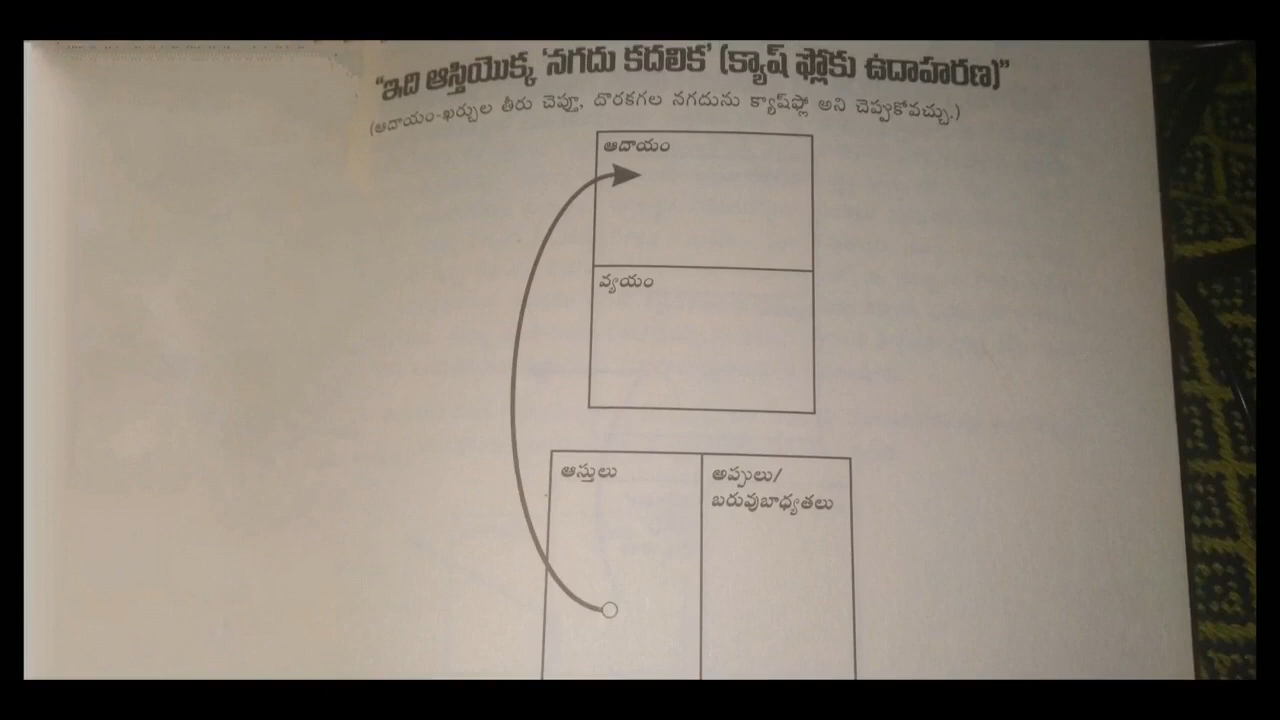 “ఇది ఆస్తియొక్క ‘నగదు కదలిక’ (క్యాష్ ఫ్లోకు ఉదాహరణ)”
(ఆదాయం-ఖర్చుల తీరు చెప్తూ, దొరకగల నగదును క్యాష్‌ఫ్లో అని చెప్పుకోవచ్చు.)
ఆదాయం
వ్యయం
ఆస్తులు
అప్పులు/
బరువుబాధ్యతలు